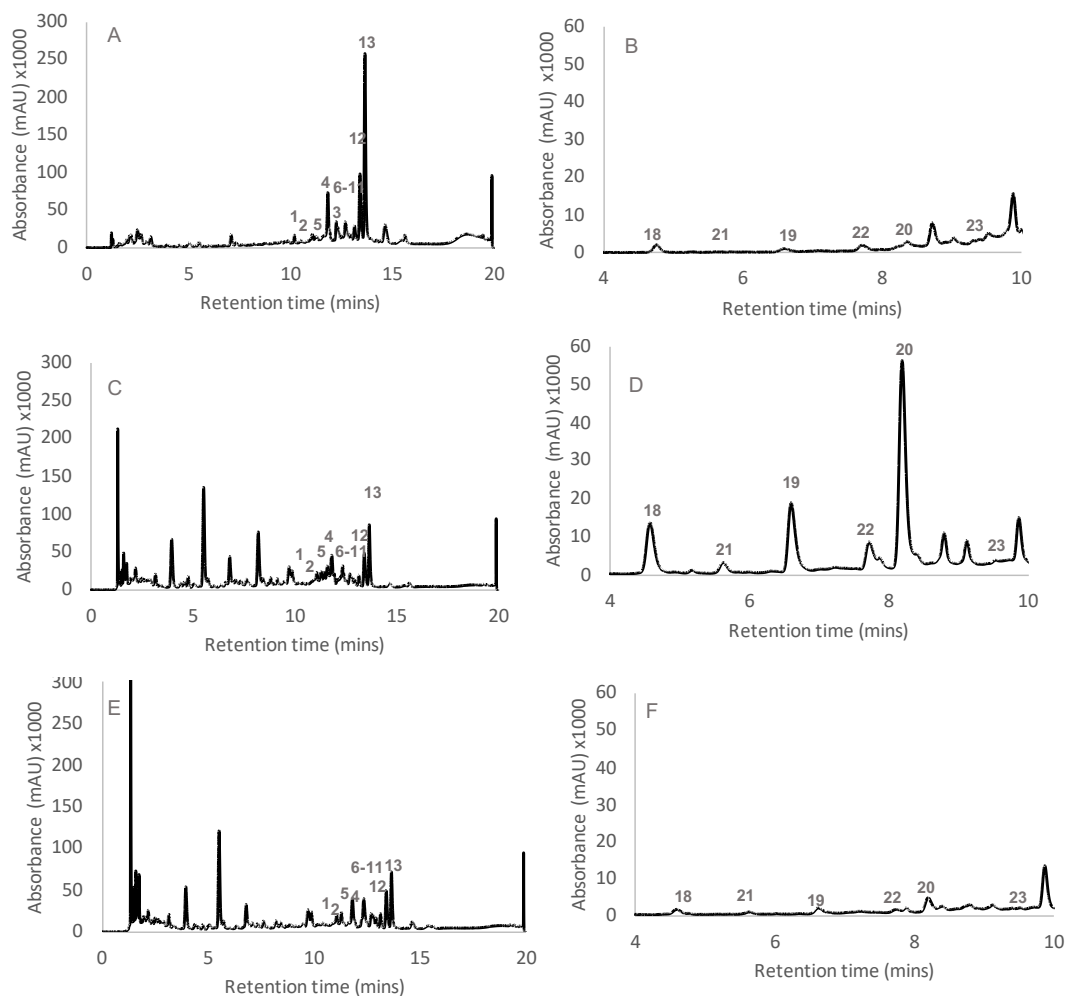 A
Absorbance (mAU) x1000
300
250
200
150
100
50
0
13
12
4
6-11
1
2
5
3
0 5 10 15 20
Retention time (mins)
B
Absorbance (mAU) x1000
60
50
40
30
20
10
0
18 21 19 22 20 23
4 6 8 10
Retention time (mins)
C
Absorbance (mAU) x1000
300
250
200
150
100
50
0
13
1
2
5
4
12
6-11
0 5 10 15 20
Retention time (mins)
D
Absorbance (mAU) x1000
60
50
40
30
20
10
0
18 21 19 22 20 23
4 6 8 10
Retention time (mins)
E
Absorbance (mAU) x1000
300
250
200
150
100
50
0
6-11 13
1
2
5
4
12
0 5 10 15 20
Retention time (mins)
F
Absorbance (mAU) x1000
60
50
40
30
20
10
0
18 21 19 22 20 23
4 6 8 10
Retention time (mins)